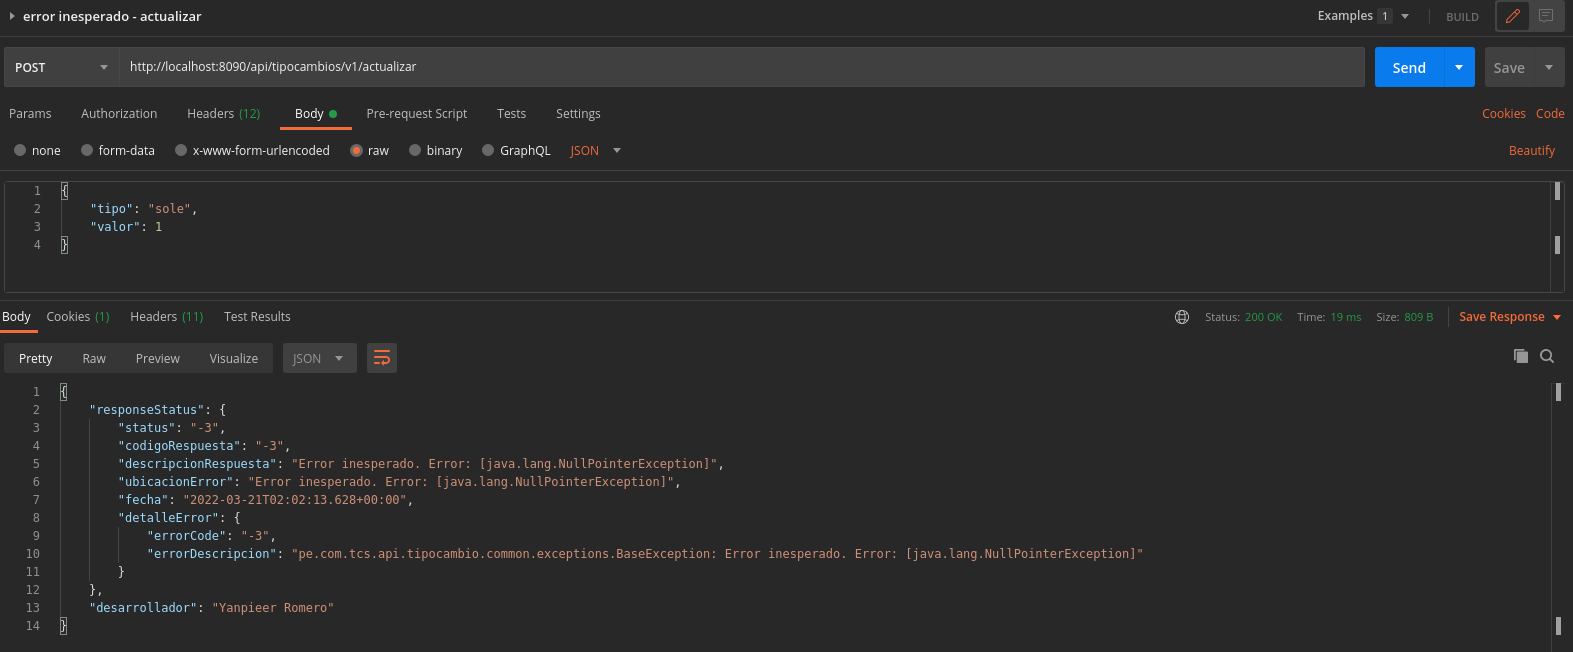 error inesperado - actualizar
Examples 1 BUILD
POST http://localhost:8090/api/tipocambios/v1/actualizar Send Save
Params Authorization Headers (12) Body Pre-request Script Tests Settings Cookies Code
none form-data x-www-form-urlencoded raw binary GraphQL JSON Beautify
1 {
2 "tipo": "sole",
3 "valor": 1
4 }
Body Cookies (1) Headers (11) Test Results Status: 200 OK Time: 19 ms Size: 809 B Save Response
Pretty Raw Preview Visualize JSON
1 {
2 "responseStatus": {
3 "status": "-3",
4 "codigoRespuesta": "-3",
5 "descripcionRespuesta": "Error inesperado. Error: [java.lang.NullPointerException]",
6 "ubicacionError": "Error inesperado. Error: [java.lang.NullPointerException]",
7 "fecha": "2022-03-21T02:02:13.628+00:00",
8 "detalleError": {
9 "errorCode": "-3",
10 "errorDescripcion": "pe.com.tcs.api.tipocambio.common.exceptions.BaseException: Error inesperado. Error: [java.lang.NullPointerException]"
11 }
12 },
13 "desarrollador": "Yanpieer Romero"
14 }